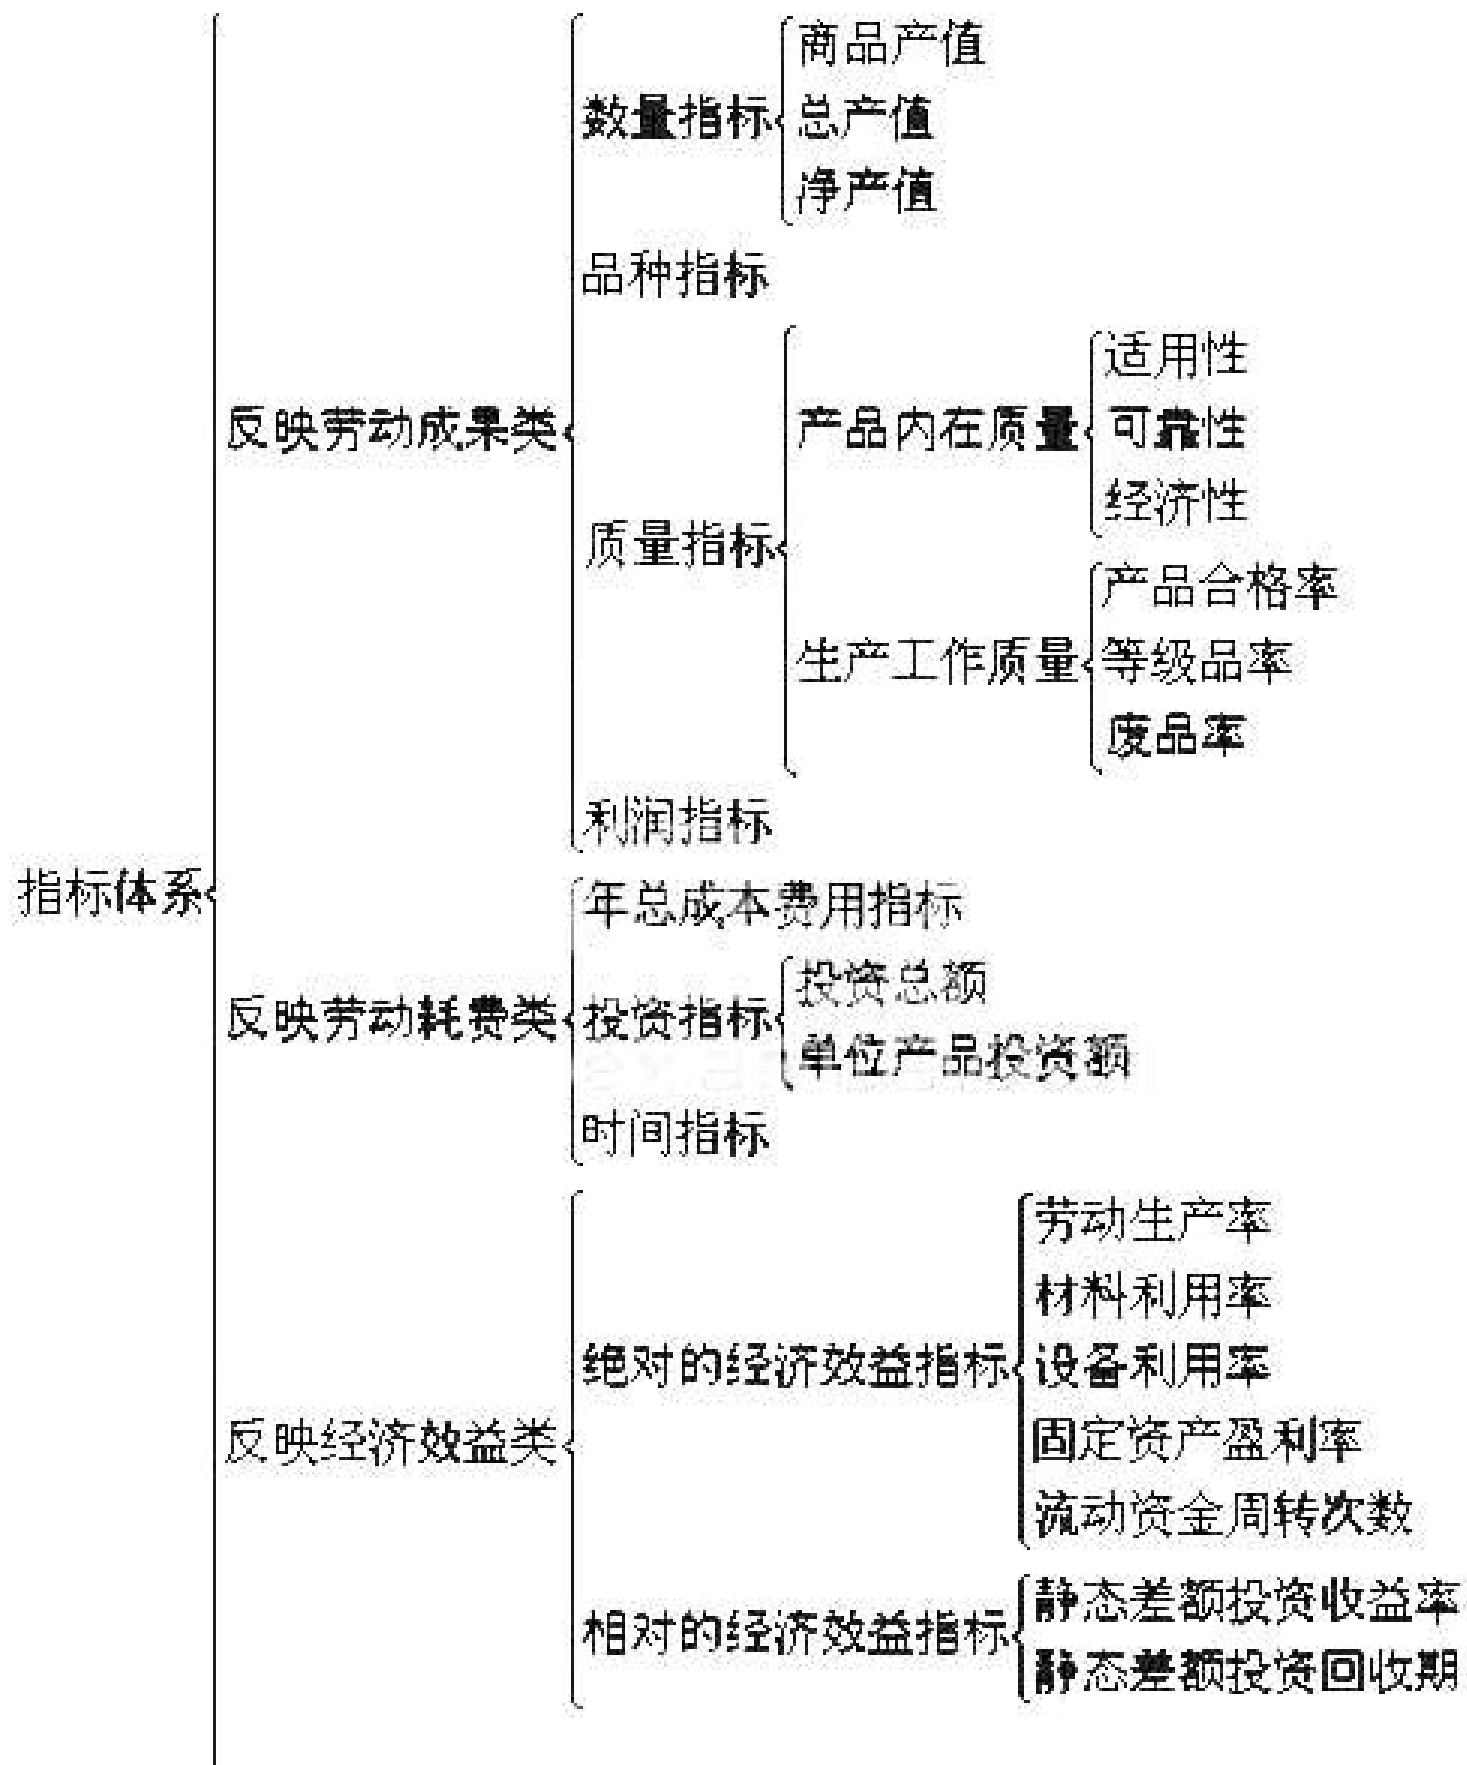 指标体系
反映劳动成果类
数量指标
商品产值
总产值
净产值
品种指标
质量指标
产品内在质量
适用性
可靠性
经济性
生产工作质量
产品合格率
等级品率
废品率
利润指标
反映劳动耗费类
年总成本费用指标
投资指标
投资总额
单位产品投资额
时间指标
反映经济效益类
绝对的经济效益指标
劳动生产率
材料利用率
设备利用率
固定资产盈利率
流动资金周转次数
相对的经济效益指标
静态差额投资收益率
静态差额投资回收期